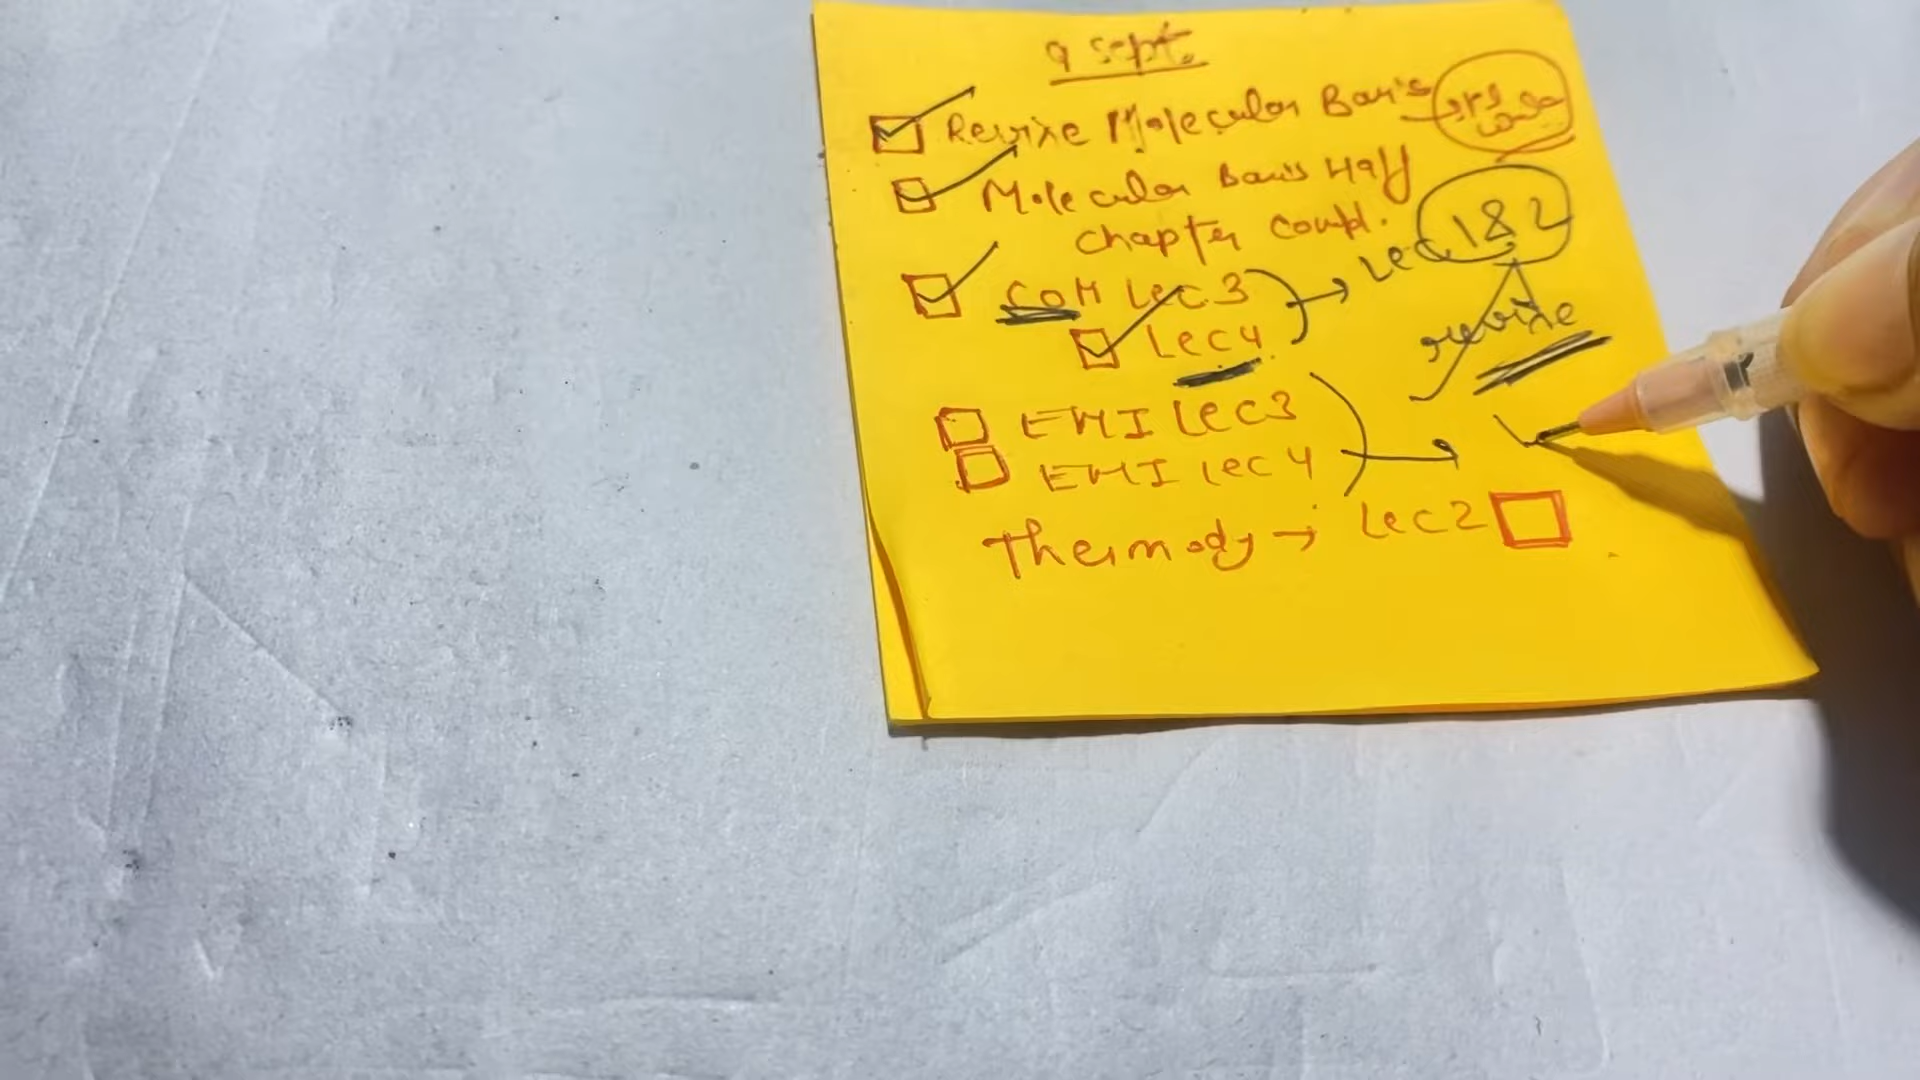 9 sept.
Revise Molecular Basis
Molecular Basis Half
chapter compl.
COM Lec 3 → Lec 1 & 2
Lec 4
revise
EMI Lec 3
EMI Lec 4
Thermody → Lec 2